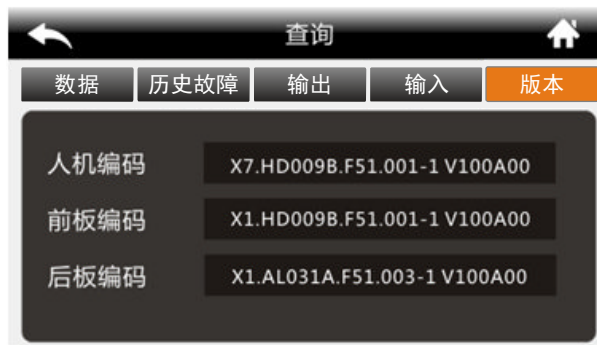 查询
数据 历史故障 输出 输入 版本
人机编码 X7.HD009B.F51.001-1 V100A00
前板编码 X1.HD009B.F51.001-1 V100A00
后板编码 X1.AL031A.F51.003-1 V100A00